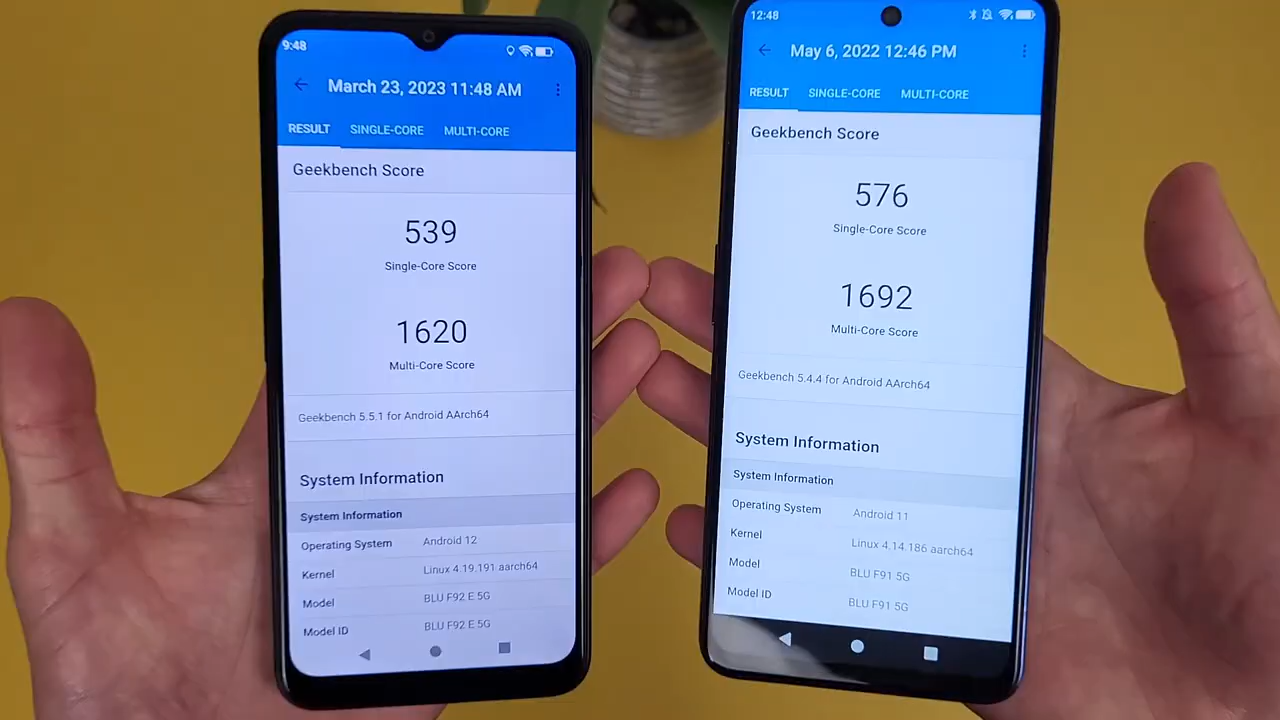 9:48
March 23, 2023 11:48 AM
RESULT SINGLE-CORE MULTI-CORE
Geekbench Score
539
Single-Core Score
1620
Multi-Core Score
Geekbench 5.5.1 for Android AArch64
System Information
System Information
Operating System Android 12
Kernel Linux 4.19.191 aarch64
Model BLU F92 E 5G
Model ID BLU F92 E 5G
12:48
May 6, 2022 12:46 PM
RESULT SINGLE-CORE MULTI-CORE
Geekbench Score
576
Single-Core Score
1692
Multi-Core Score
Geekbench 5.4.4 for Android AArch64
System Information
System Information
Operating System Android 11
Kernel Linux 4.14.186 aarch64
Model BLU F91 5G
Model ID BLU F91 5G